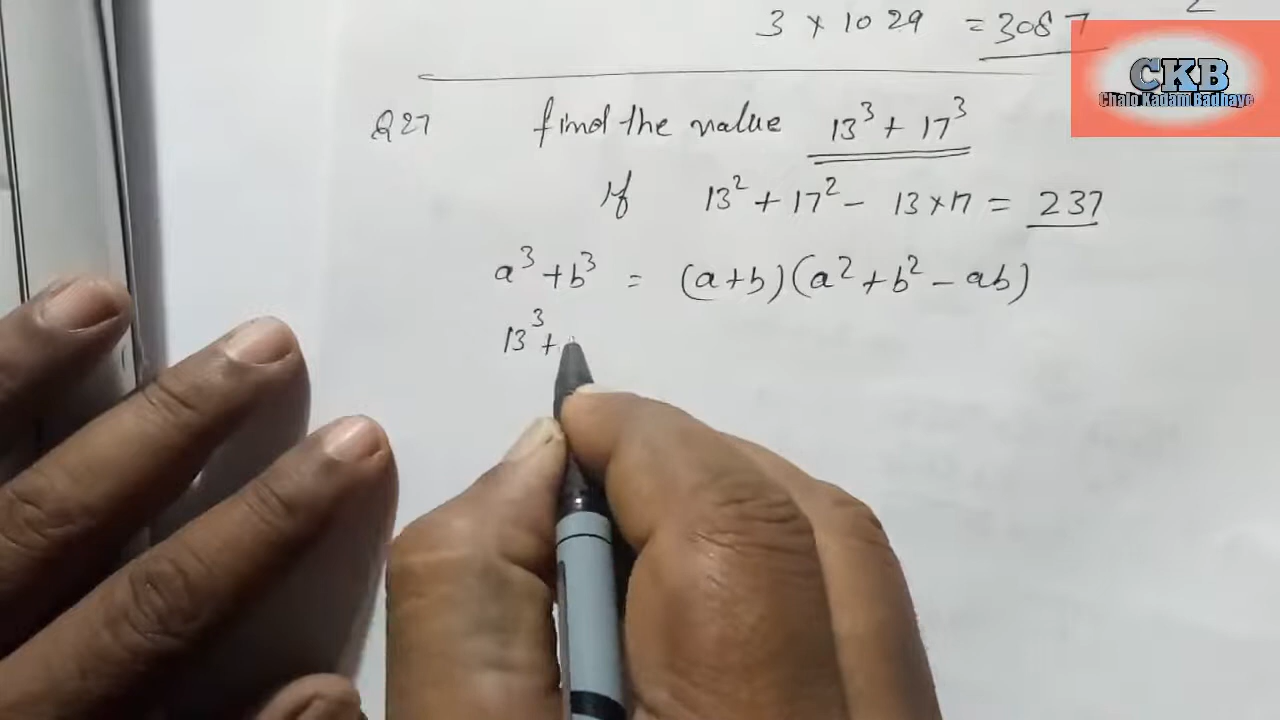 3 × 1029 = 3087
CKB
Chalo Kadam Badhaye
Q27 find the value 13³ + 17³
If 13² + 17² - 13×17 = 237
a³ + b³ = (a+b)(a² + b² - ab)
13³ +